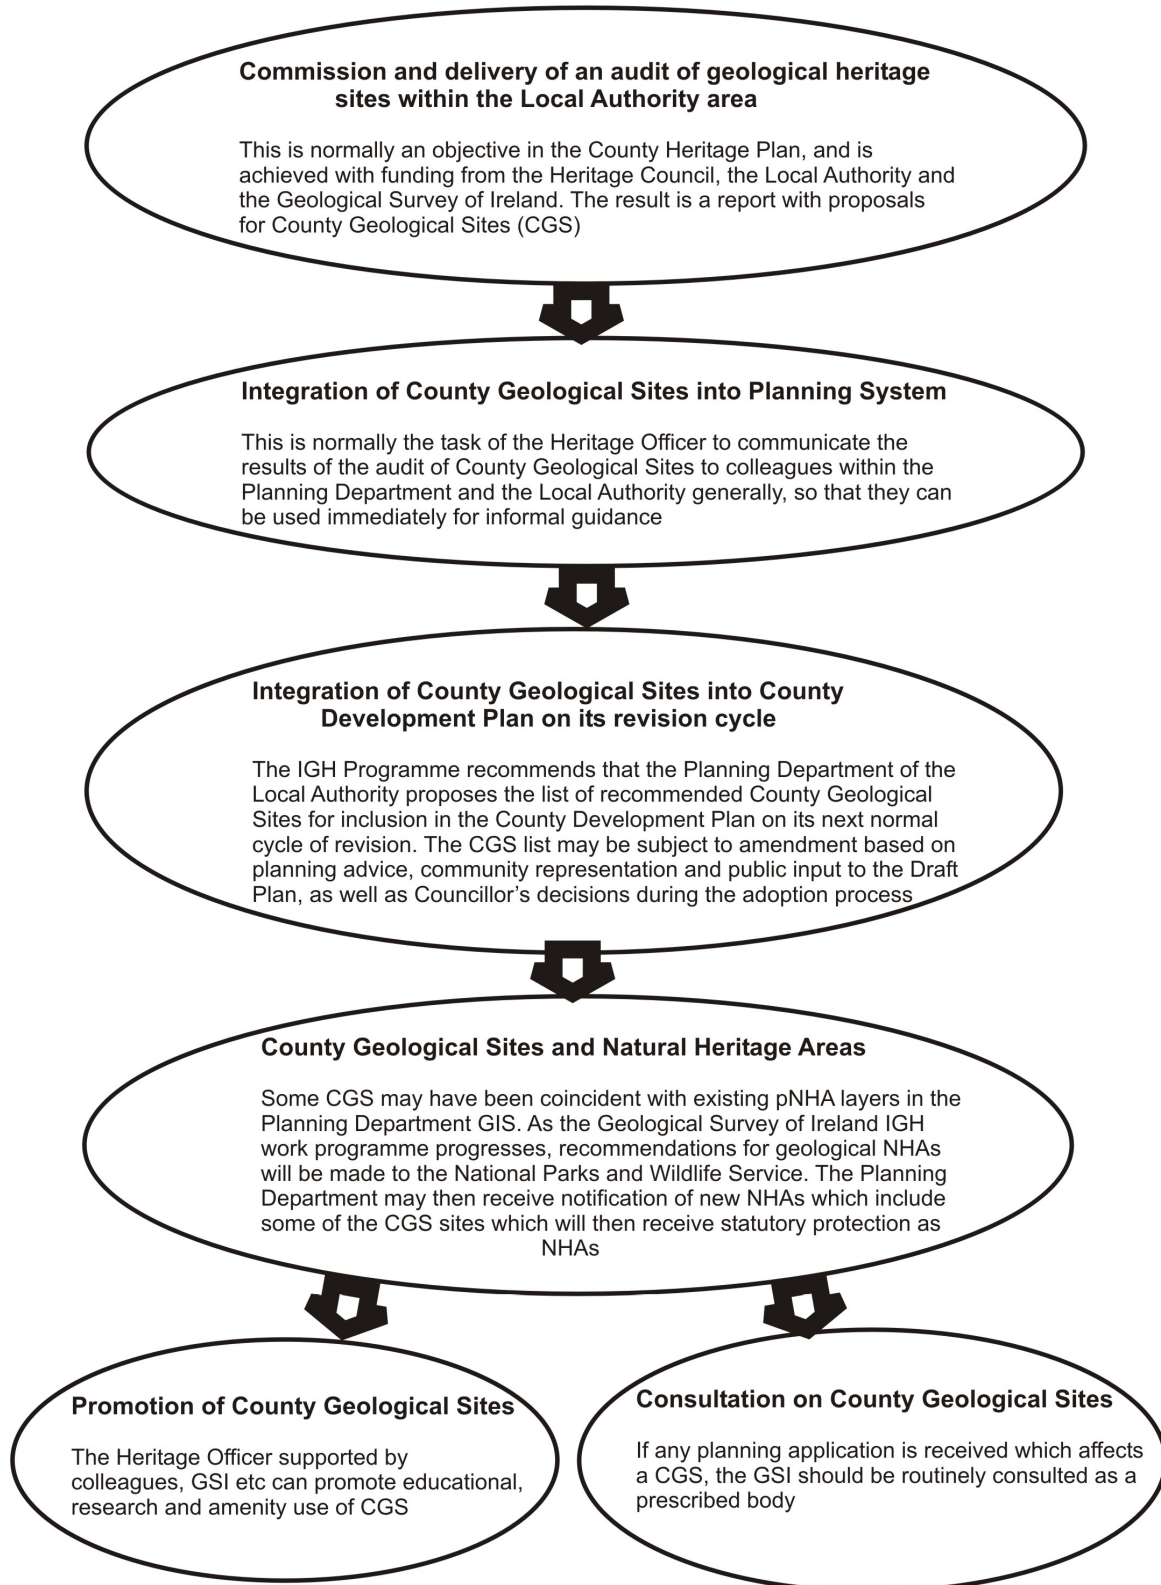 Commission and delivery of an audit of geological heritage
sites within the Local Authority area
This is normally an objective in the County Heritage Plan, and is
achieved with funding from the Heritage Council, the Local Authority and
the Geological Survey of Ireland. The result is a report with proposals
for County Geological Sites (CGS)
Integration of County Geological Sites into Planning System
This is normally the task of the Heritage Officer to communicate the
results of the audit of County Geological Sites to colleagues within the
Planning Department and the Local Authority generally, so that they can
be used immediately for informal guidance
Integration of County Geological Sites into County
Development Plan on its revision cycle
The IGH Programme recommends that the Planning Department of the
Local Authority proposes the list of recommended County Geological
Sites for inclusion in the County Development Plan on its next normal
cycle of revision. The CGS list may be subject to amendment based on
planning advice, community representation and public input to the Draft
Plan, as well as Councillor’s decisions during the adoption process
County Geological Sites and Natural Heritage Areas
Some CGS may have been coincident with existing pNHA layers in the
Planning Department GIS. As the Geological Survey of Ireland IGH
work programme progresses, recommendations for geological NHAs
will be made to the National Parks and Wildlife Service. The Planning
Department may then receive notification of new NHAs which include
some of the CGS sites which will then receive statutory protection as
NHAs
Promotion of County Geological Sites
The Heritage Officer supported by
colleagues, GSI etc can promote educational,
research and amenity use of CGS
Consultation on County Geological Sites
If any planning application is received which affects
a CGS, the GSI should be routinely consulted as a
prescribed body